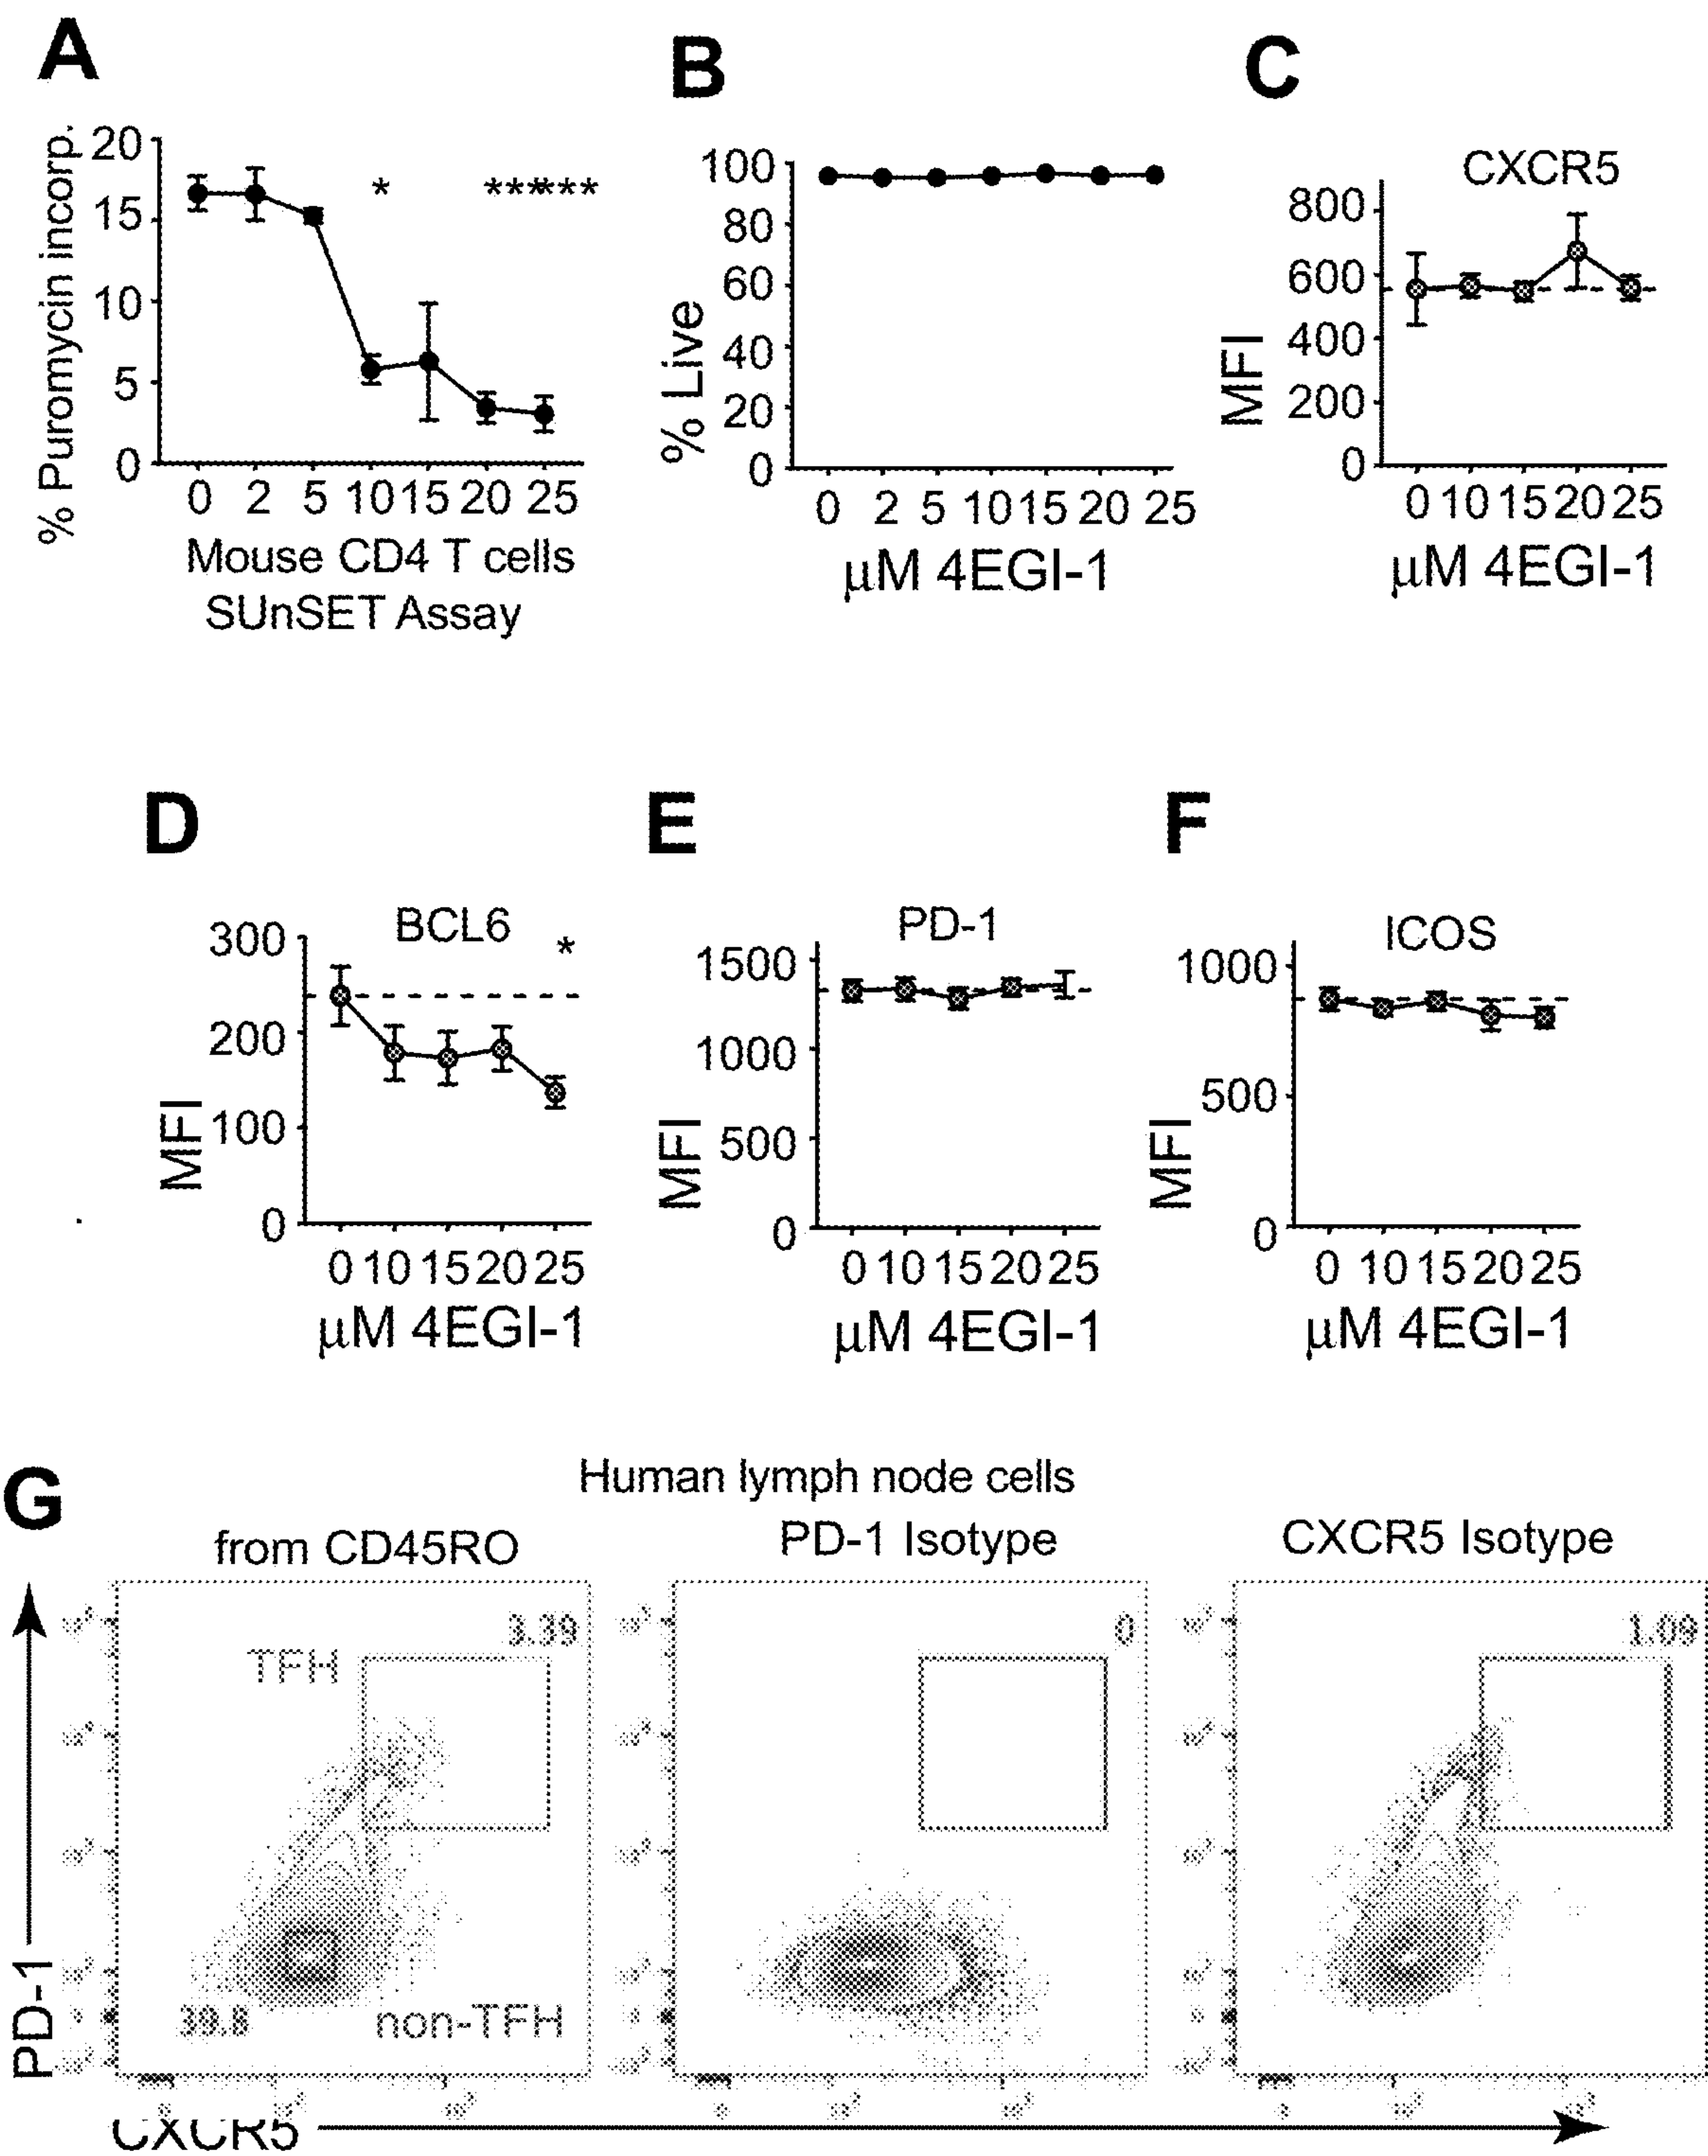 A
% Puromycin incorp.
20
15
10
5
0
* *** ***
0 2 5 10 15 20 25
Mouse CD4 T cells
SUnSET Assay
B
% Live
100
80
60
40
20
0
0 2 5 10 15 20 25
µM 4EGI-1
C
CXCR5
MFI
800
600
400
200
0
0 10 15 20 25
µM 4EGI-1
D
BCL6
*
MFI
300
200
100
0
0 10 15 20 25
µM 4EGI-1
E
PD-1
MFI
1500
1000
500
0
0 10 15 20 25
µM 4EGI-1
F
ICOS
MFI
1000
500
0
0 10 15 20 25
µM 4EGI-1
G
Human lymph node cells
from CD45RO
PD-1 Isotype
CXCR5 Isotype
3.39
TFH
39.8
non-TFH
0
1.09
PD-1
CXCR5